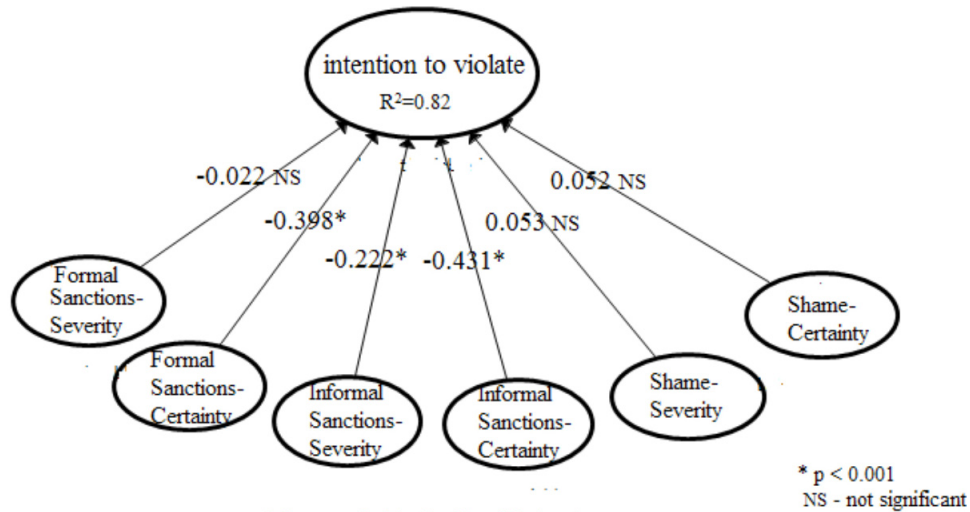 intention to violate
R²=0.82
-0.022 NS
0.052 NS
-0.398*
0.053 NS
-0.222*
-0.431*
Formal
Sanctions-
Severity
Formal
Sanctions-
Certainty
Informal
Sanctions-
Severity
Informal
Sanctions-
Certainty
Shame-
Severity
Shame-
Certainty
* p < 0.001
NS - not significant